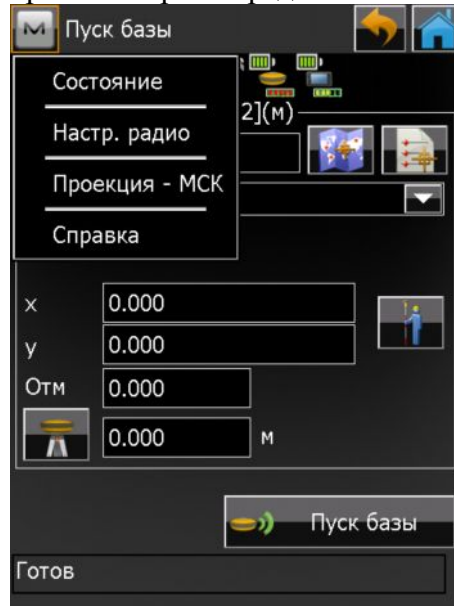 Пуск базы
Состояние
2](м)
Настр. радио
Проекция - МСК
Справка
x 0.000
y 0.000
Отм 0.000
0.000 м
Пуск базы
Готов